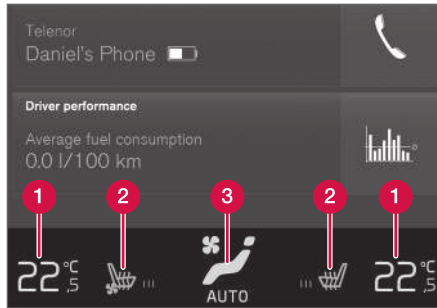 Telenor
Daniel's Phone
Driver performance
Average fuel consumption
0.0 l/100 km
1 2 3 2 1
22°C,5 22°C,5
AUTO